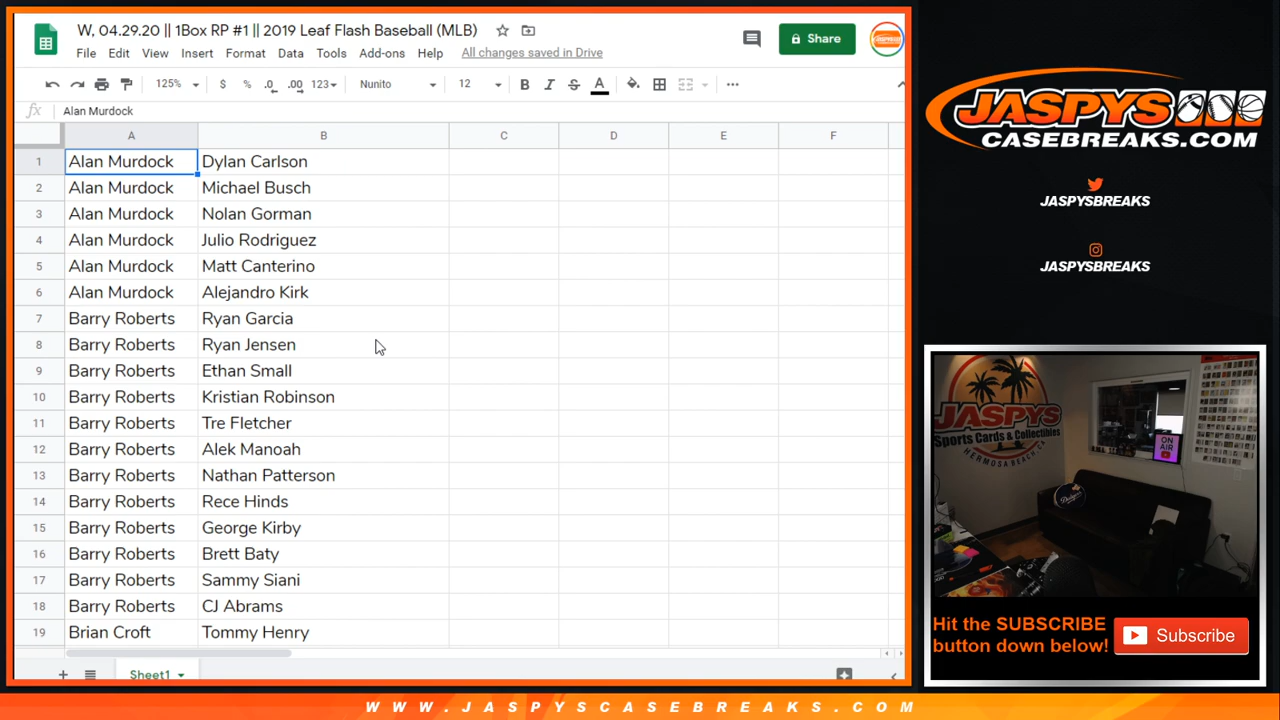 W, 04.29.20 || 1Box RP #1 || 2019 Leaf Flash Baseball (MLB)
File Edit View Insert Format Data Tools Add-ons Help All changes saved in Drive
Share
125% $ % .0 .00 123 Nunito 12 B I S A
fx Alan Murdock
A B C D E F
1 Alan Murdock Dylan Carlson
2 Alan Murdock Michael Busch
3 Alan Murdock Nolan Gorman
4 Alan Murdock Julio Rodriguez
5 Alan Murdock Matt Canterino
6 Alan Murdock Alejandro Kirk
7 Barry Roberts Ryan Garcia
8 Barry Roberts Ryan Jensen
9 Barry Roberts Ethan Small
10 Barry Roberts Kristian Robinson
11 Barry Roberts Tre Fletcher
12 Barry Roberts Alek Manoah
13 Barry Roberts Nathan Patterson
14 Barry Roberts Rece Hinds
15 Barry Roberts George Kirby
16 Barry Roberts Brett Baty
17 Barry Roberts Sammy Siani
18 Barry Roberts CJ Abrams
19 Brian Croft Tommy Henry
Sheet1
JASPYS
CASEBREAKS.COM
JASPYSBREAKS
JASPYSBREAKS
JASPYS
Sports Cards & Collectibles
HERMOSA BEACH, CA
ON AIR
Dodgers
Hit the SUBSCRIBE
button down below!
Subscribe
WWW.JASPYSCASEBREAKS.COM